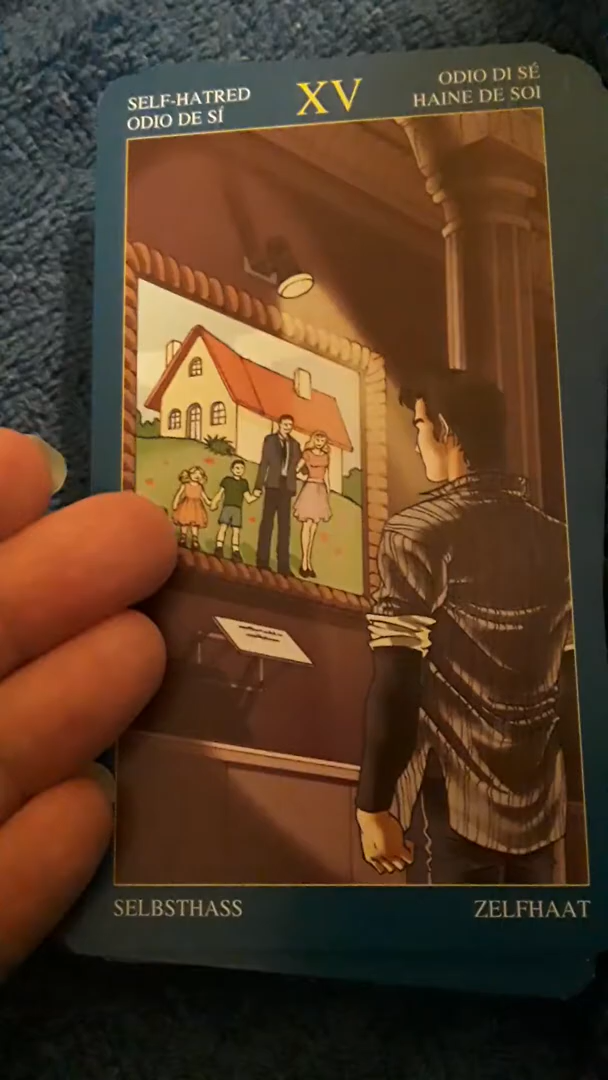 SELF-HATRED
ODIO DE SÍ
XV
ODIO DI SÉ
HAINE DE SOI
SELBSTHASS
ZELFHAAT